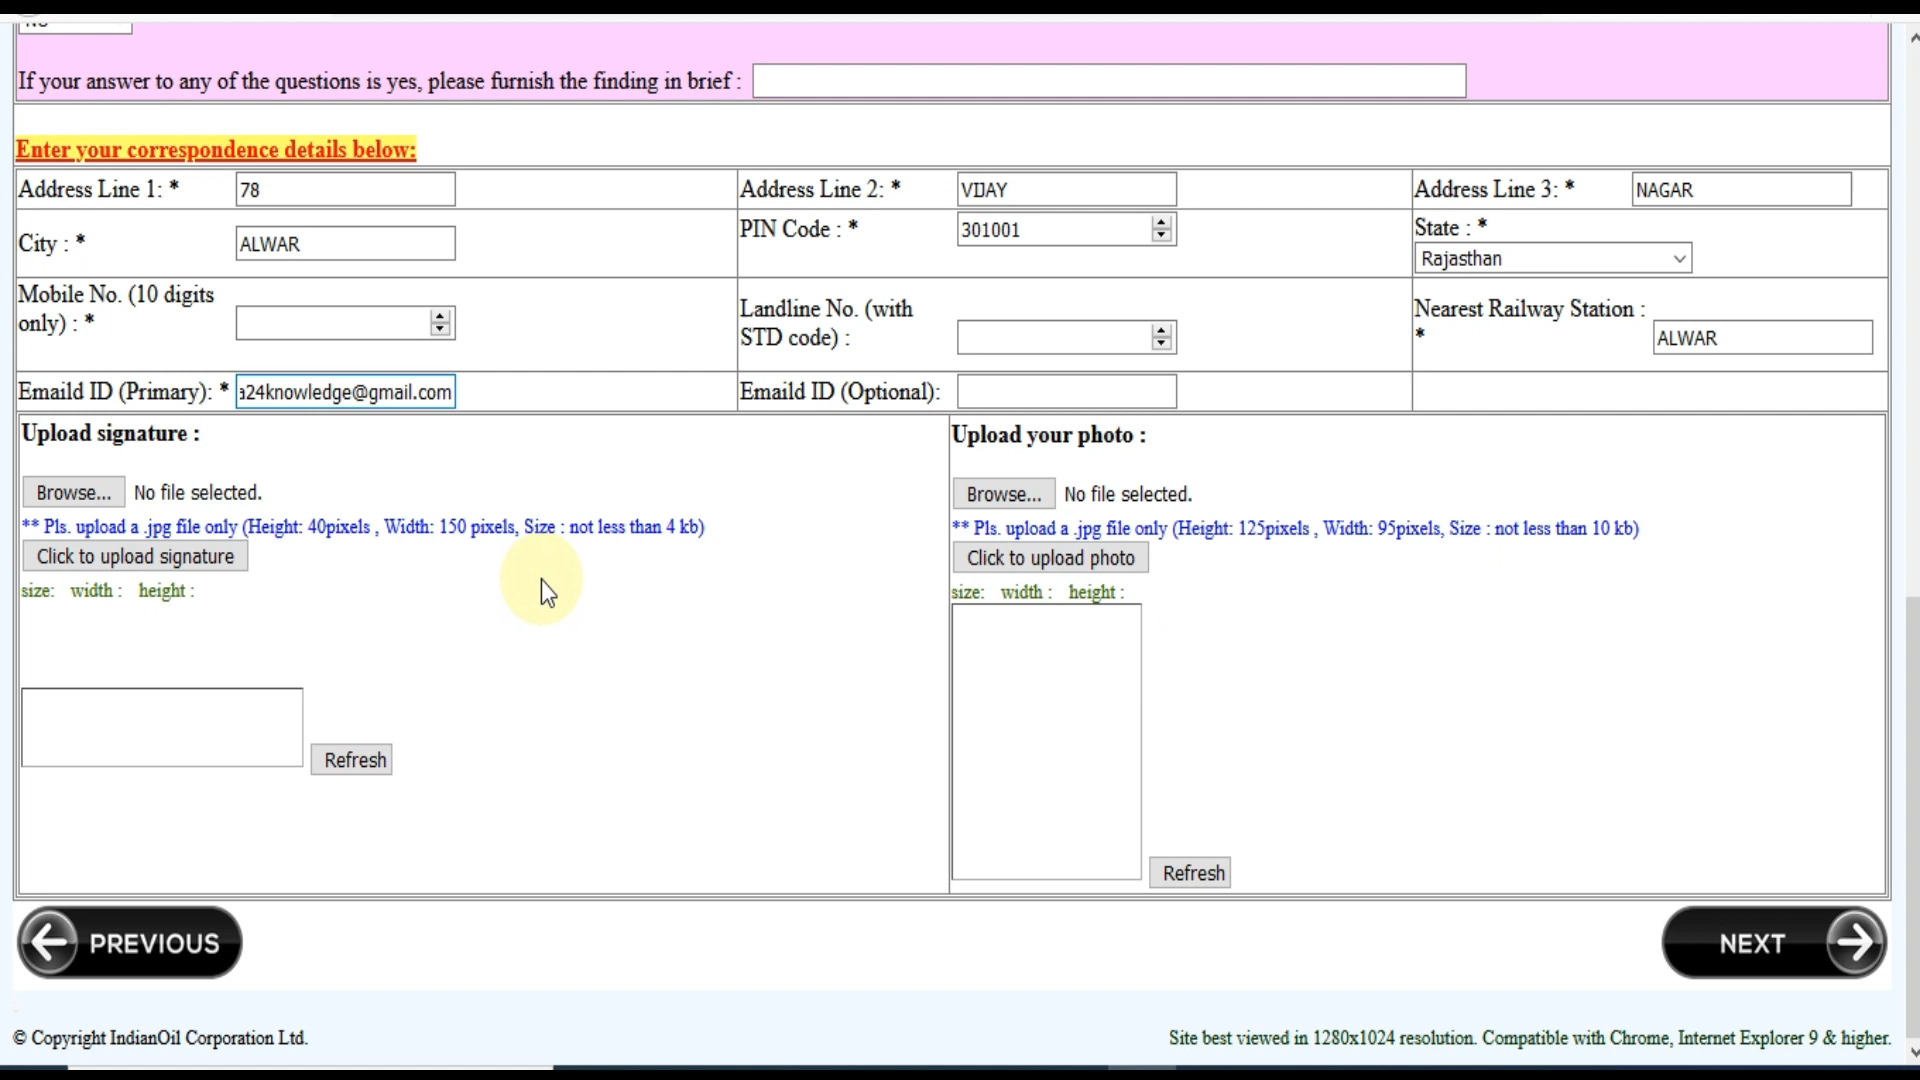 If your answer to any of the questions is yes, please furnish the finding in brief :
Enter your correspondence details below:
Address Line 1: * 78 Address Line 2: * VIJAY Address Line 3: * NAGAR
City : * ALWAR PIN Code : * 301001 State : *
Rajasthan
Mobile No. (10 digits only) : * Landline No. (with STD code) : Nearest Railway Station : * ALWAR
Emaild ID (Primary): * a24knowledge@gmail.com Emaild ID (Optional):
Upload signature : Upload your photo :
Browse... No file selected. Browse... No file selected.
** Pls. upload a .jpg file only (Height: 40pixels , Width: 150 pixels, Size : not less than 4 kb) ** Pls. upload a .jpg file only (Height: 125pixels , Width: 95pixels, Size : not less than 10 kb)
Click to upload signature Click to upload photo
size: width : height : size: width : height :
Refresh
Refresh
PREVIOUS NEXT
© Copyright IndianOil Corporation Ltd. Site best viewed in 1280x1024 resolution. Compatible with Chrome, Internet Explorer 9 & higher.